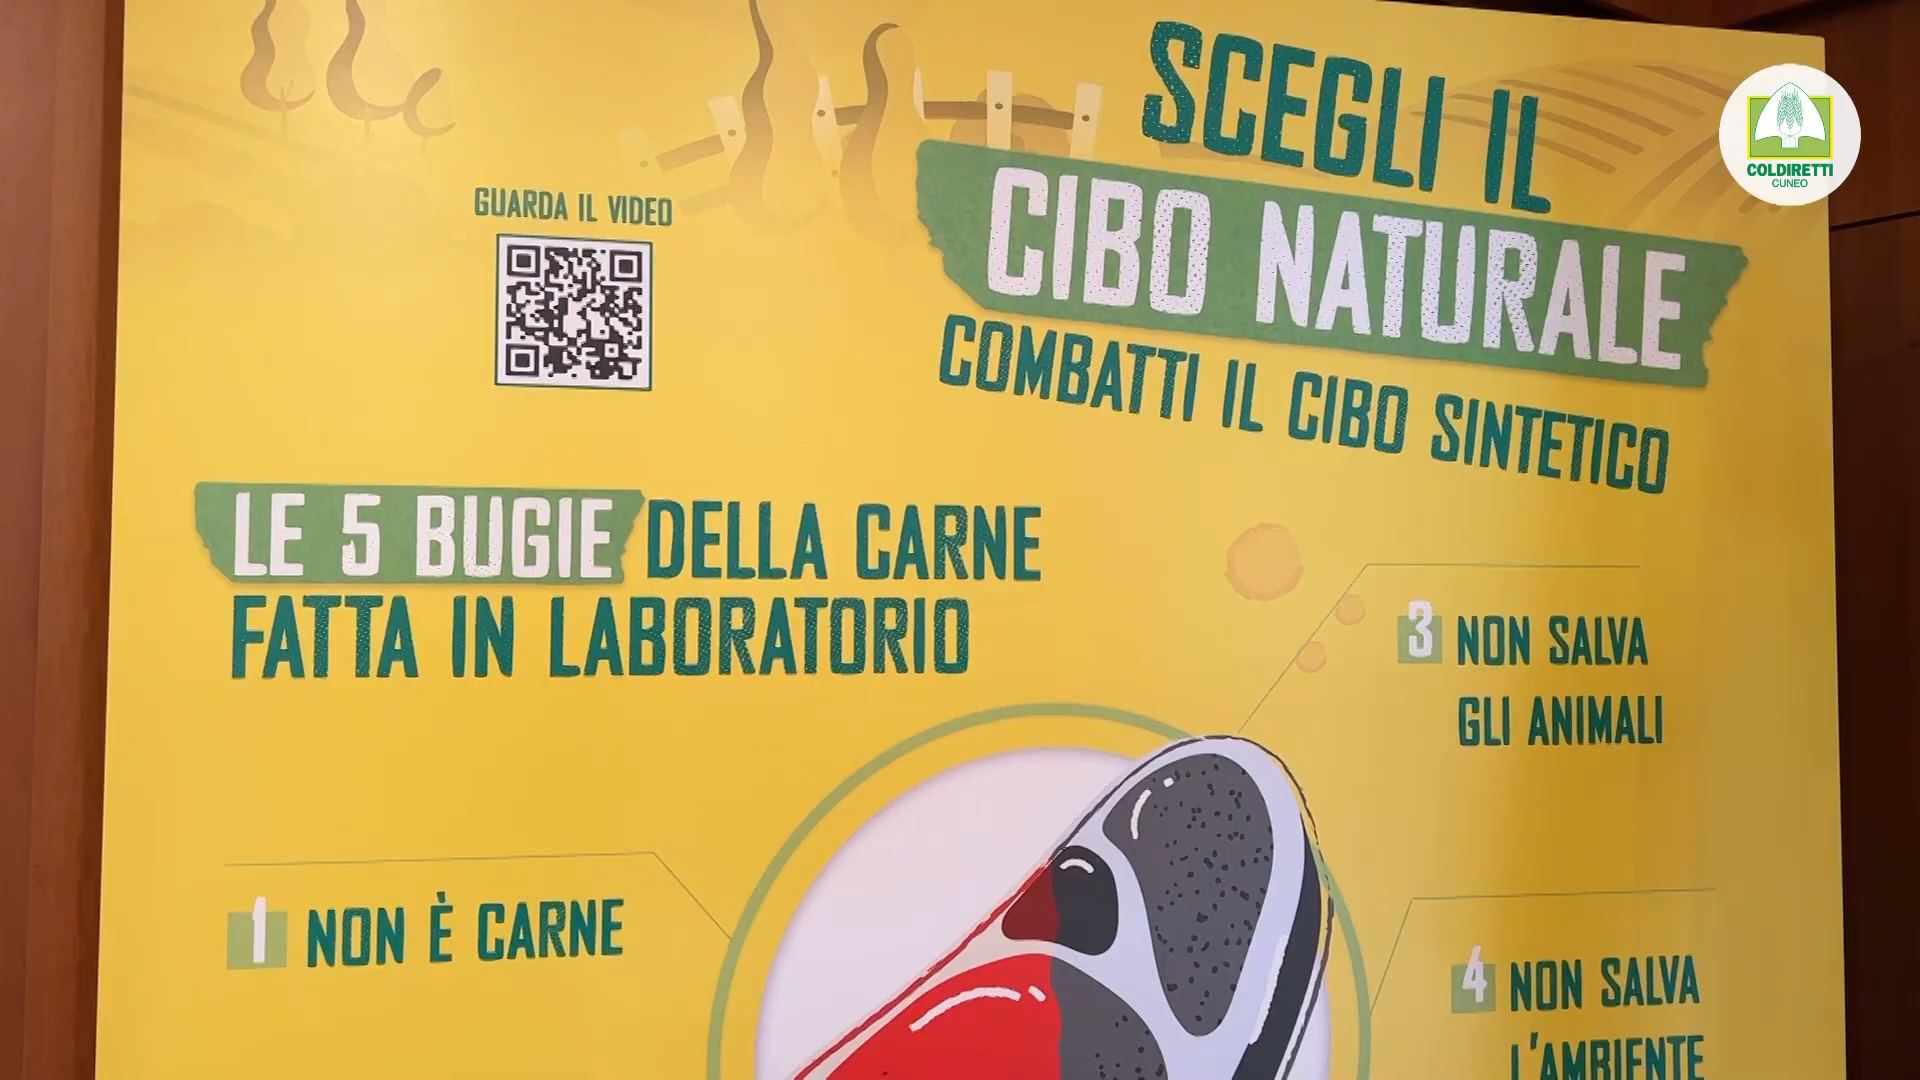 SCEGLI IL
CIBO NATURALE
COMBATTI IL CIBO SINTETICO
COLDIRETTI
CUNEO
GUARDA IL VIDEO
LE 5 BUGIE DELLA CARNE
FATTA IN LABORATORIO
1 NON È CARNE
3 NON SALVA
GLI ANIMALI
4 NON SALVA
L'AMBIENTE